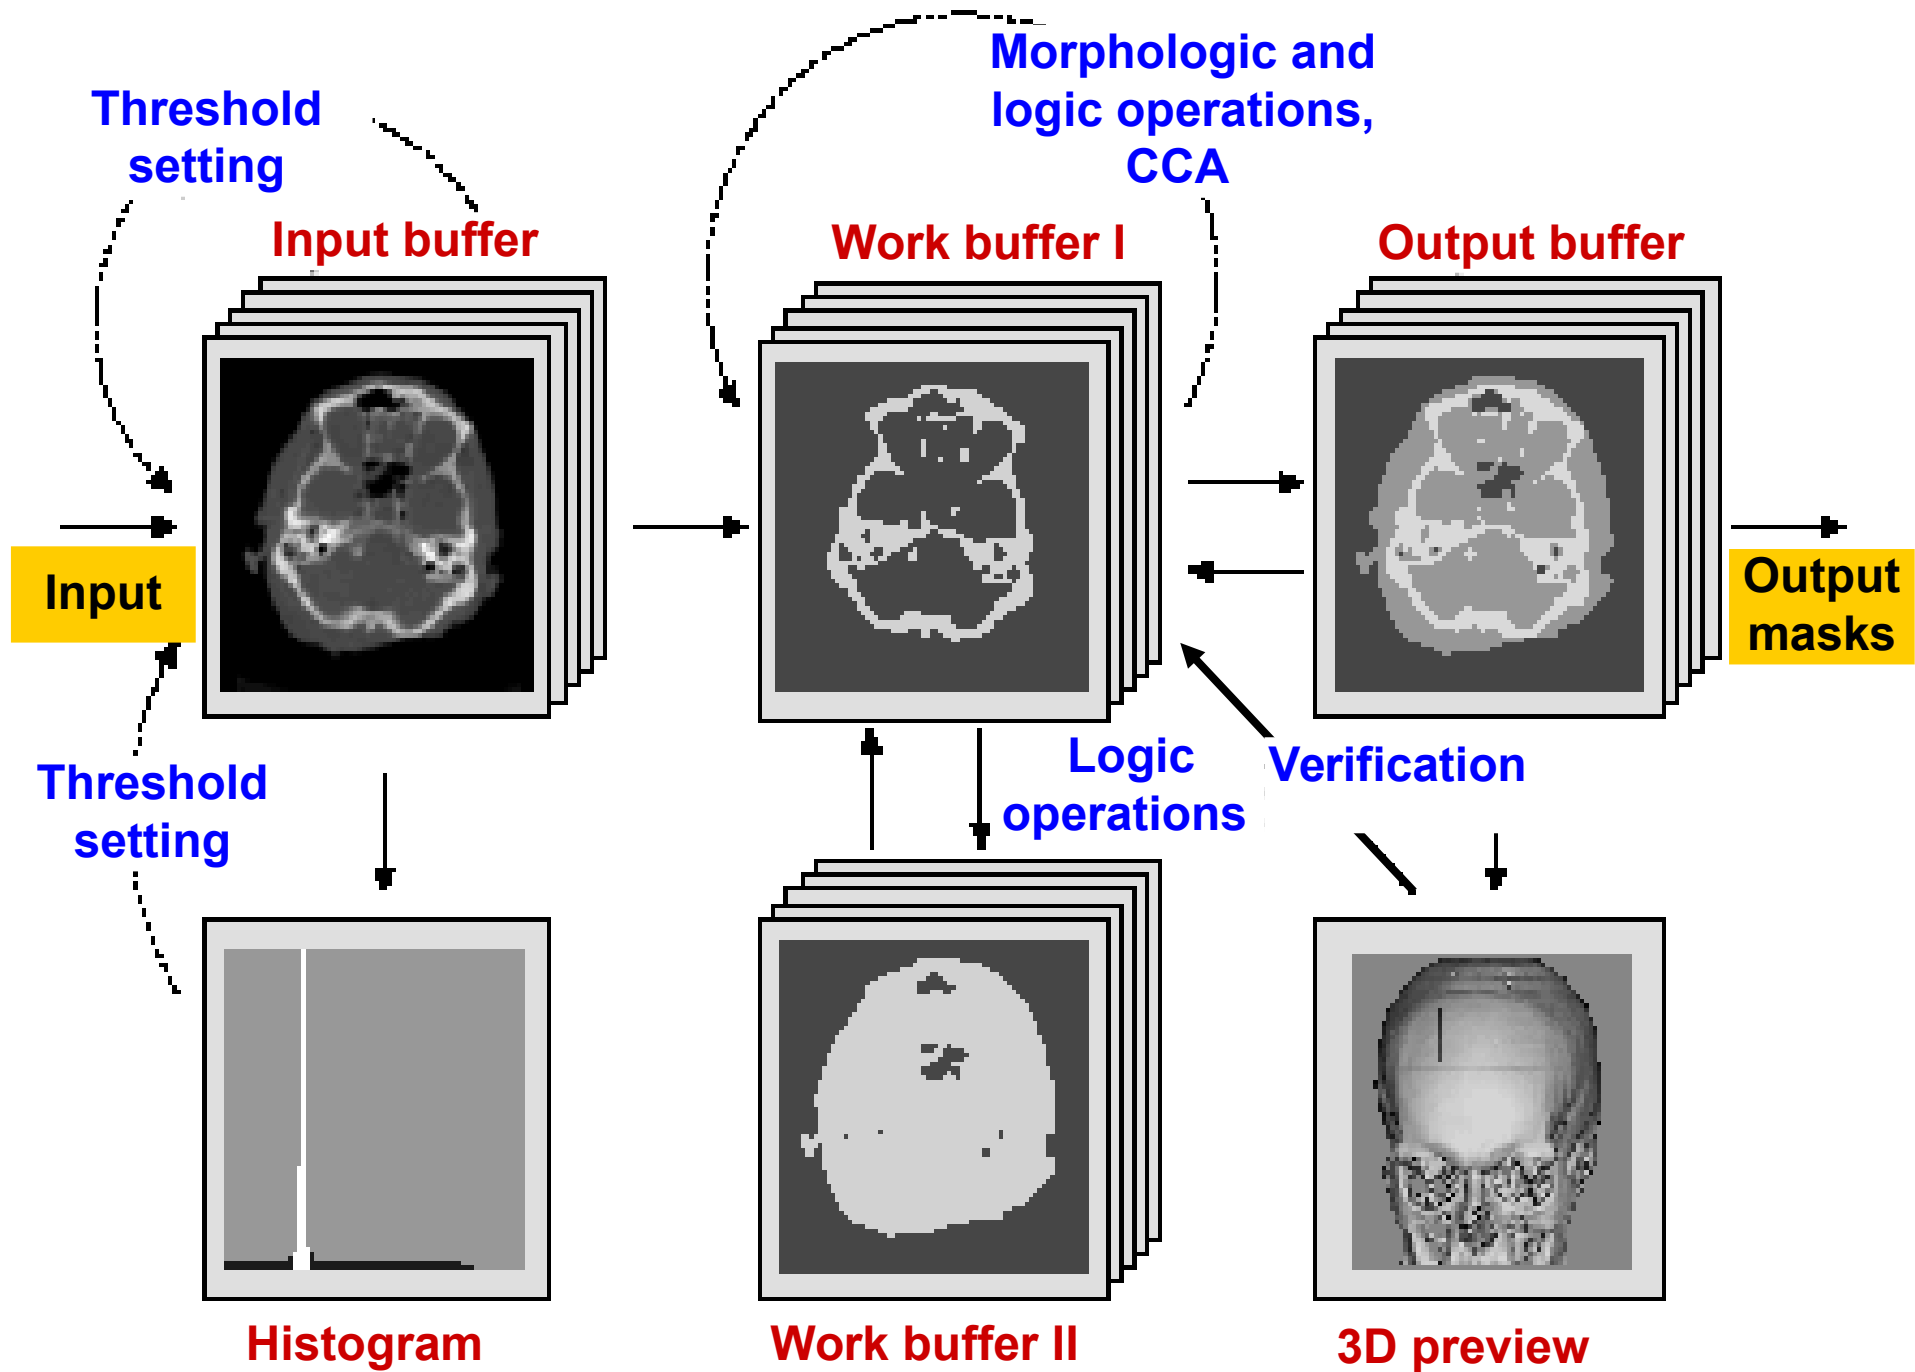 Morphologic and
logic operations,
CCA
Threshold
setting
Input buffer
Work buffer I
Output buffer
Input
Output
masks
Threshold
setting
Logic
operations
Verification
Histogram
Work buffer II
3D preview